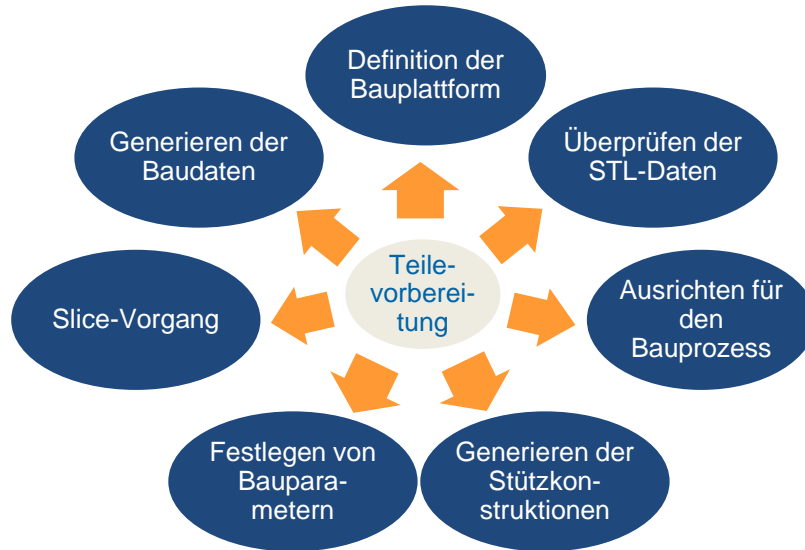 Definition der
Bauplattform
Überprüfen der
STL-Daten
Ausrichten für
den
Bauprozess
Generieren der
Stützkon-
struktionen
Festlegen von
Baupara-
metern
Slice-Vorgang
Generieren der
Baudaten
Teile-
vorberei-
tung